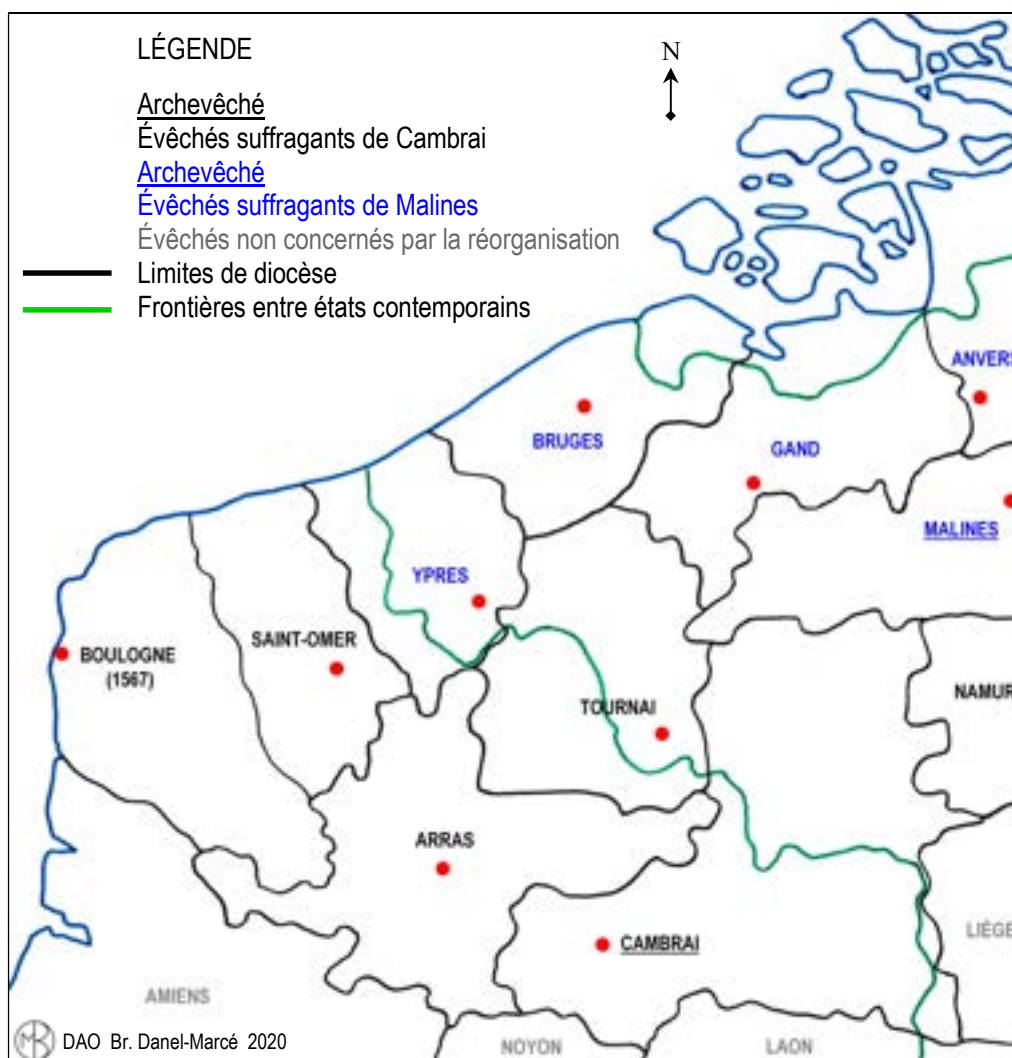 LÉGENDE
N
Archevêché
Évêchés suffragants de Cambrai
Archevêché
Évêchés suffragants de Malines
Évêchés non concernés par la réorganisation
Limites de diocèse
Frontières entre états contemporains
ANVERS
BRUGES
GAND
MALINES
YPRES
SAINT-OMER
BOULOGNE
(1567)
NAMUR
TOURNAI
ARRAS
LIÉGE
CAMBRAI
AMIENS
DAO Br. Danel-Marcé 2020
NOYON
LAON